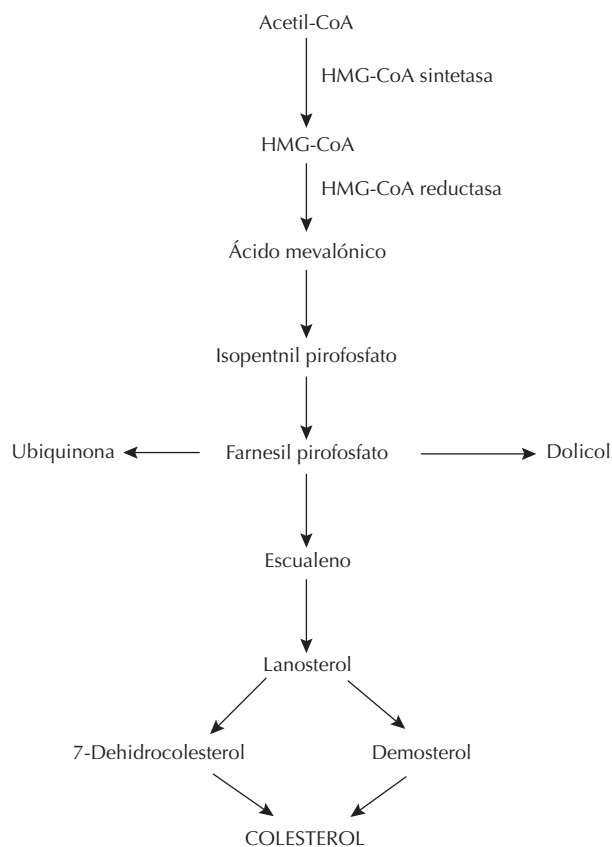 Acetil-CoA
HMG-CoA sintetasa
HMG-CoA
HMG-CoA reductasa
Ácido mevalónico
Isopentnil pirofosfato
Ubiquinona
Farnesil pirofosfato
Dolicol
Escualeno
Lanosterol
7-Dehidrocolesterol
Demosterol
COLESTEROL